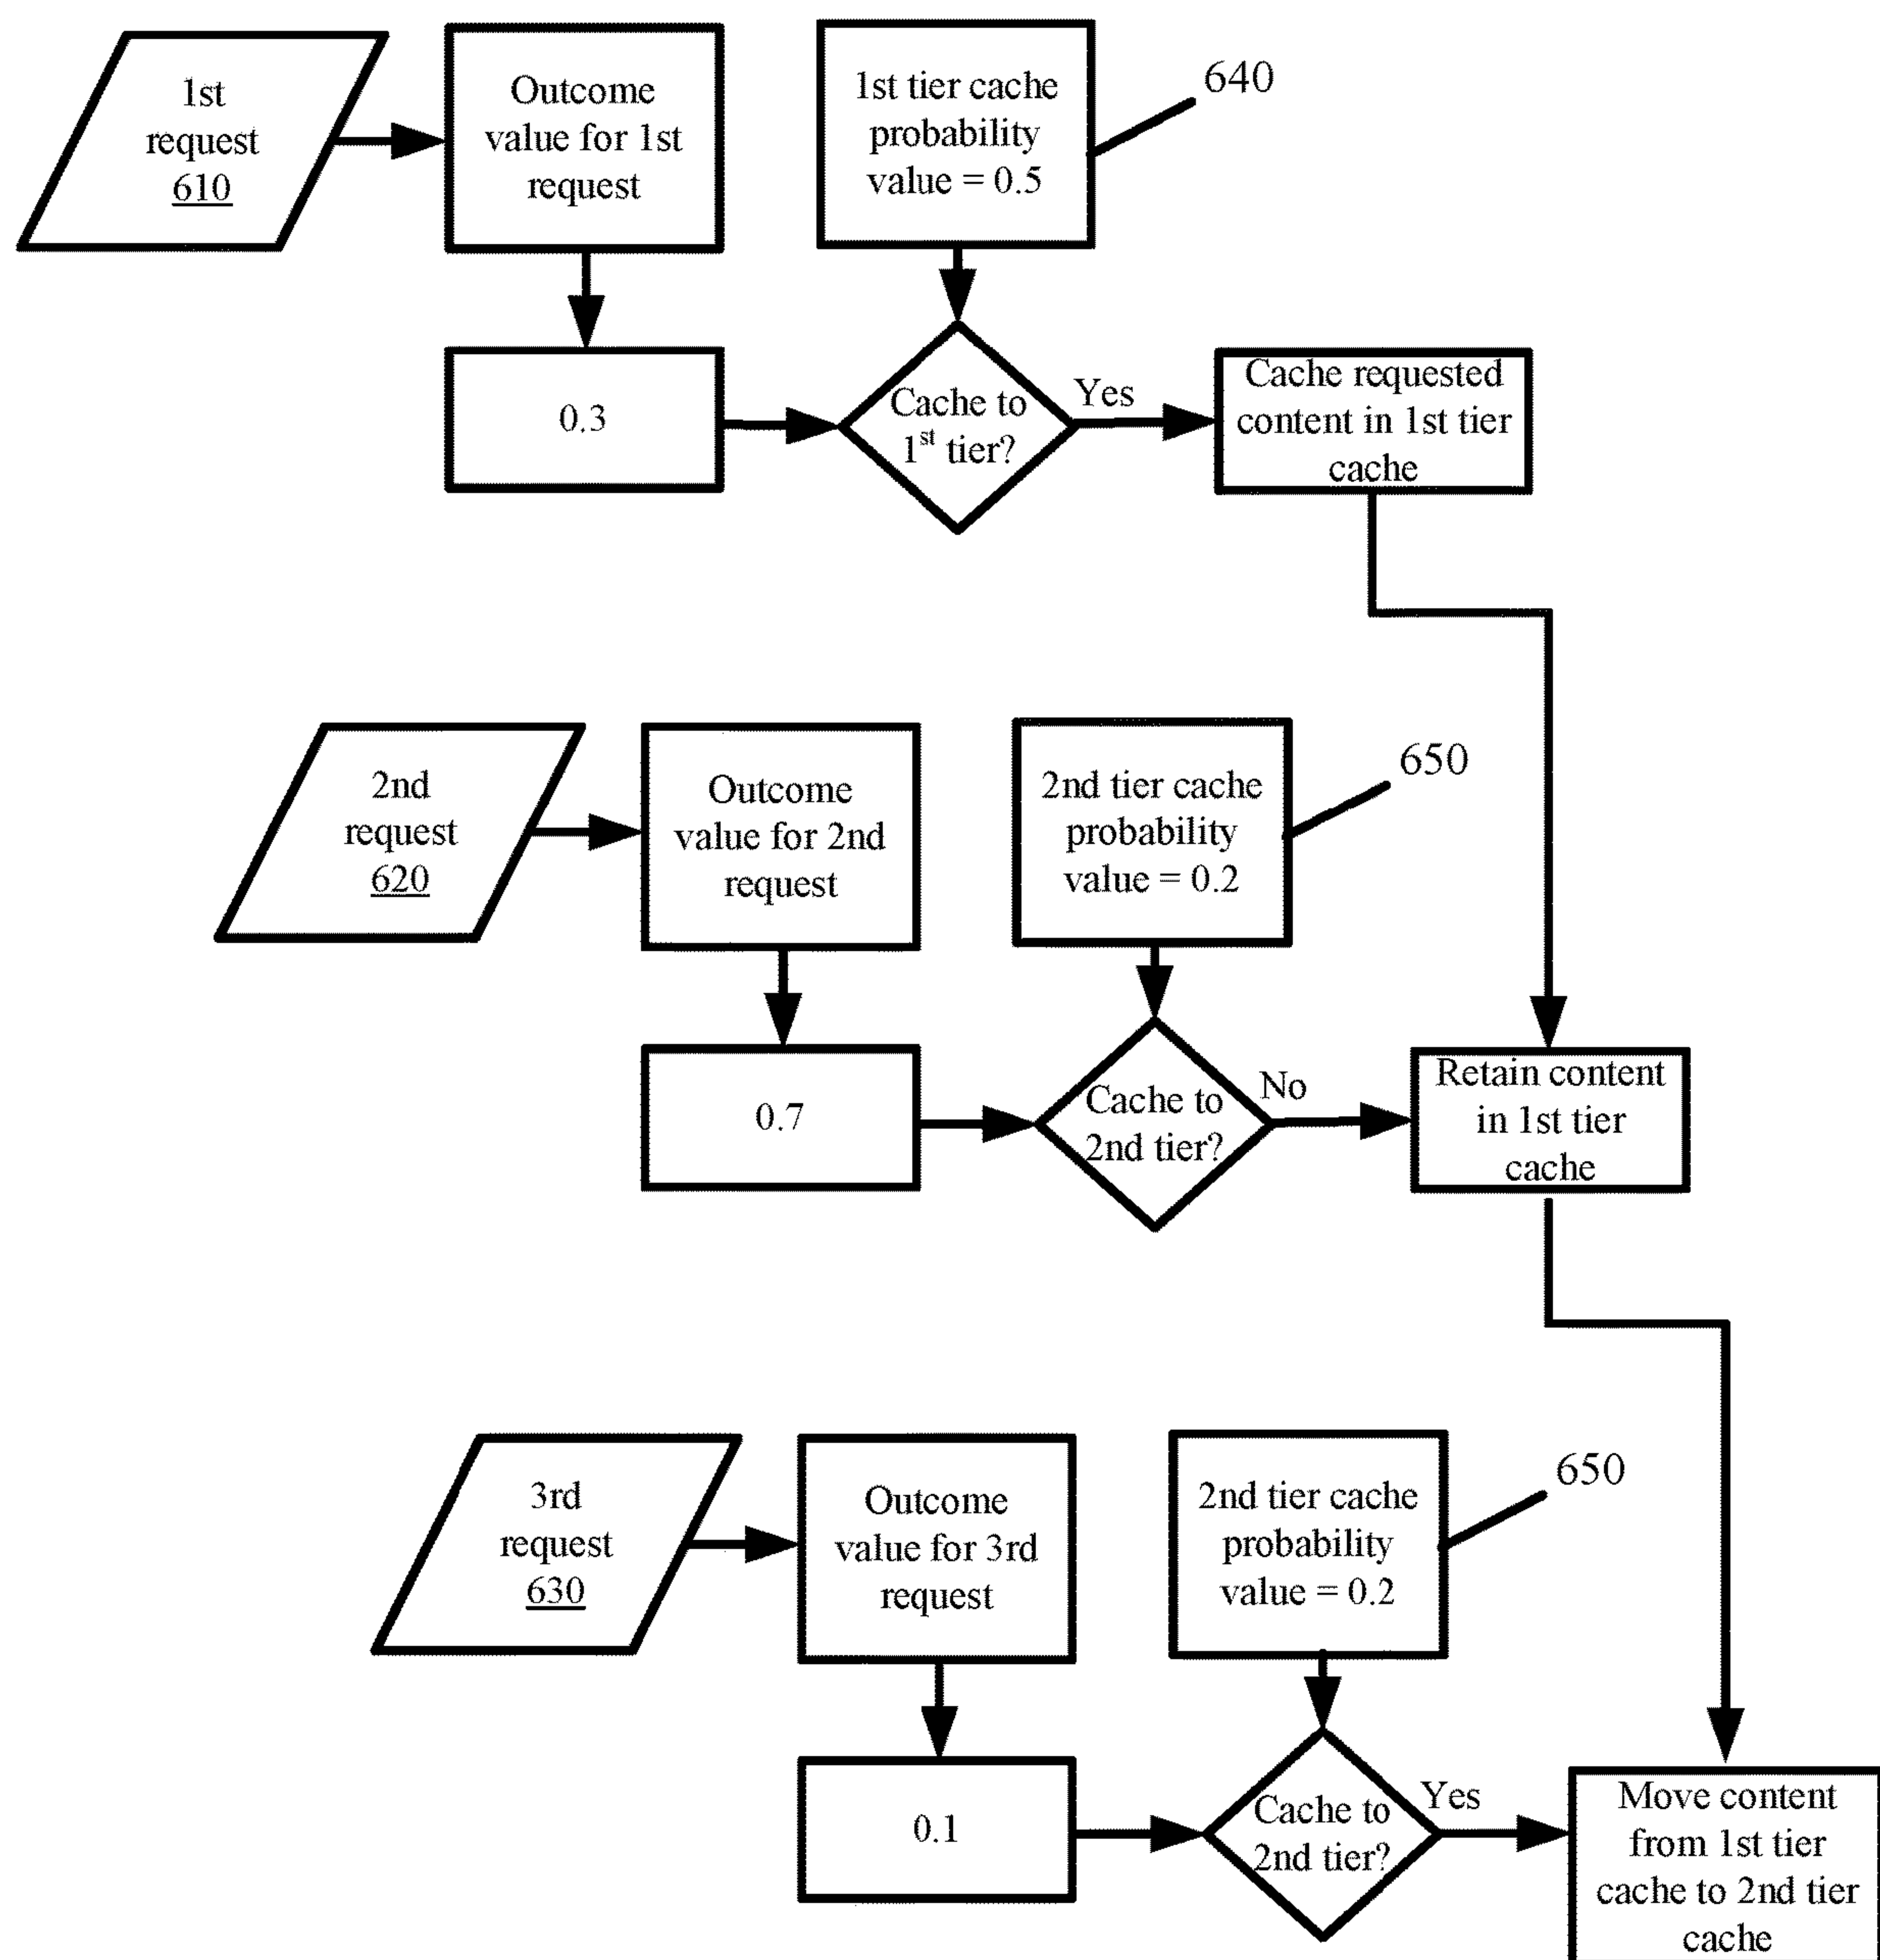 1st
request
610
Outcome
value for 1st
request
1st tier cache
probability
value = 0.5
640
0.3
Cache to
1st tier?
Yes
Cache requested
content in 1st tier
cache
2nd
request
620
Outcome
value for 2nd
request
2nd tier cache
probability
value = 0.2
650
0.7
Cache to
2nd tier?
No
Retain content
in 1st tier
cache
3rd
request
630
Outcome
value for 3rd
request
2nd tier cache
probability
value = 0.2
650
0.1
Cache to
2nd tier?
Yes
Move content
from 1st tier
cache to 2nd tier
cache